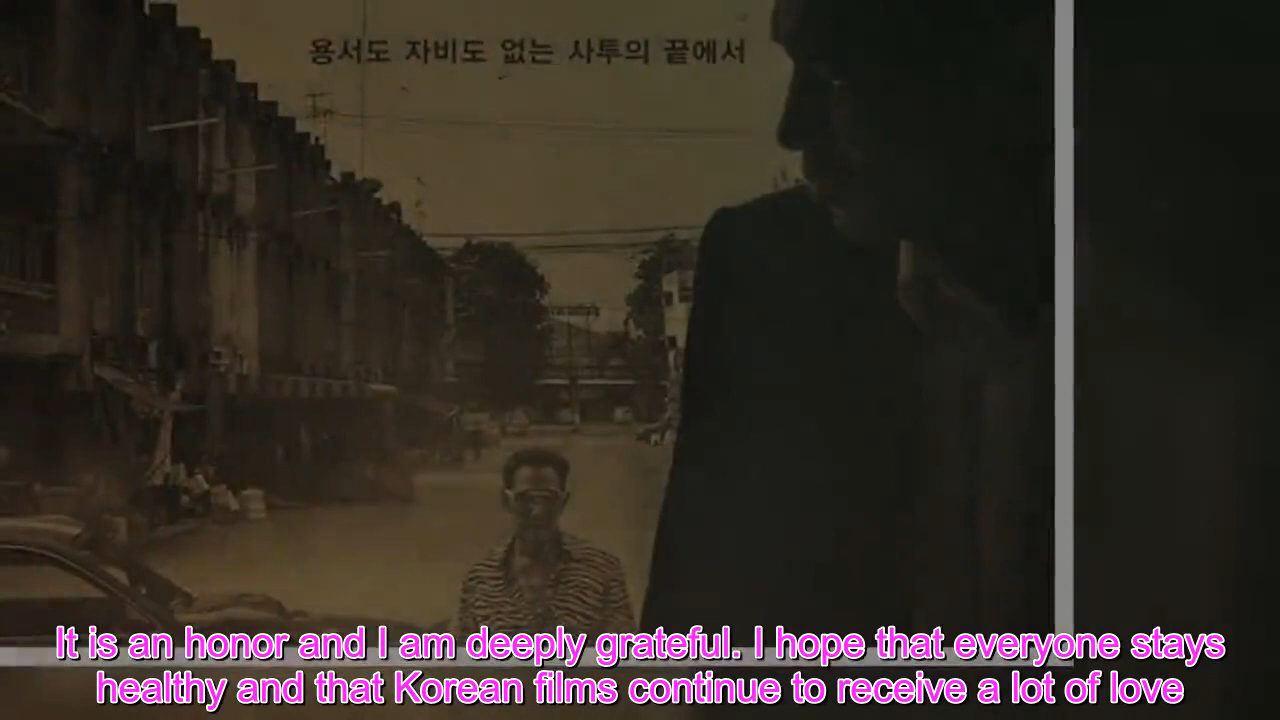 용서도 자비도 없는 사투의 끝에서
It is an honor and I am deeply grateful. I hope that everyone stays
healthy and that Korean films continue to receive a lot of love